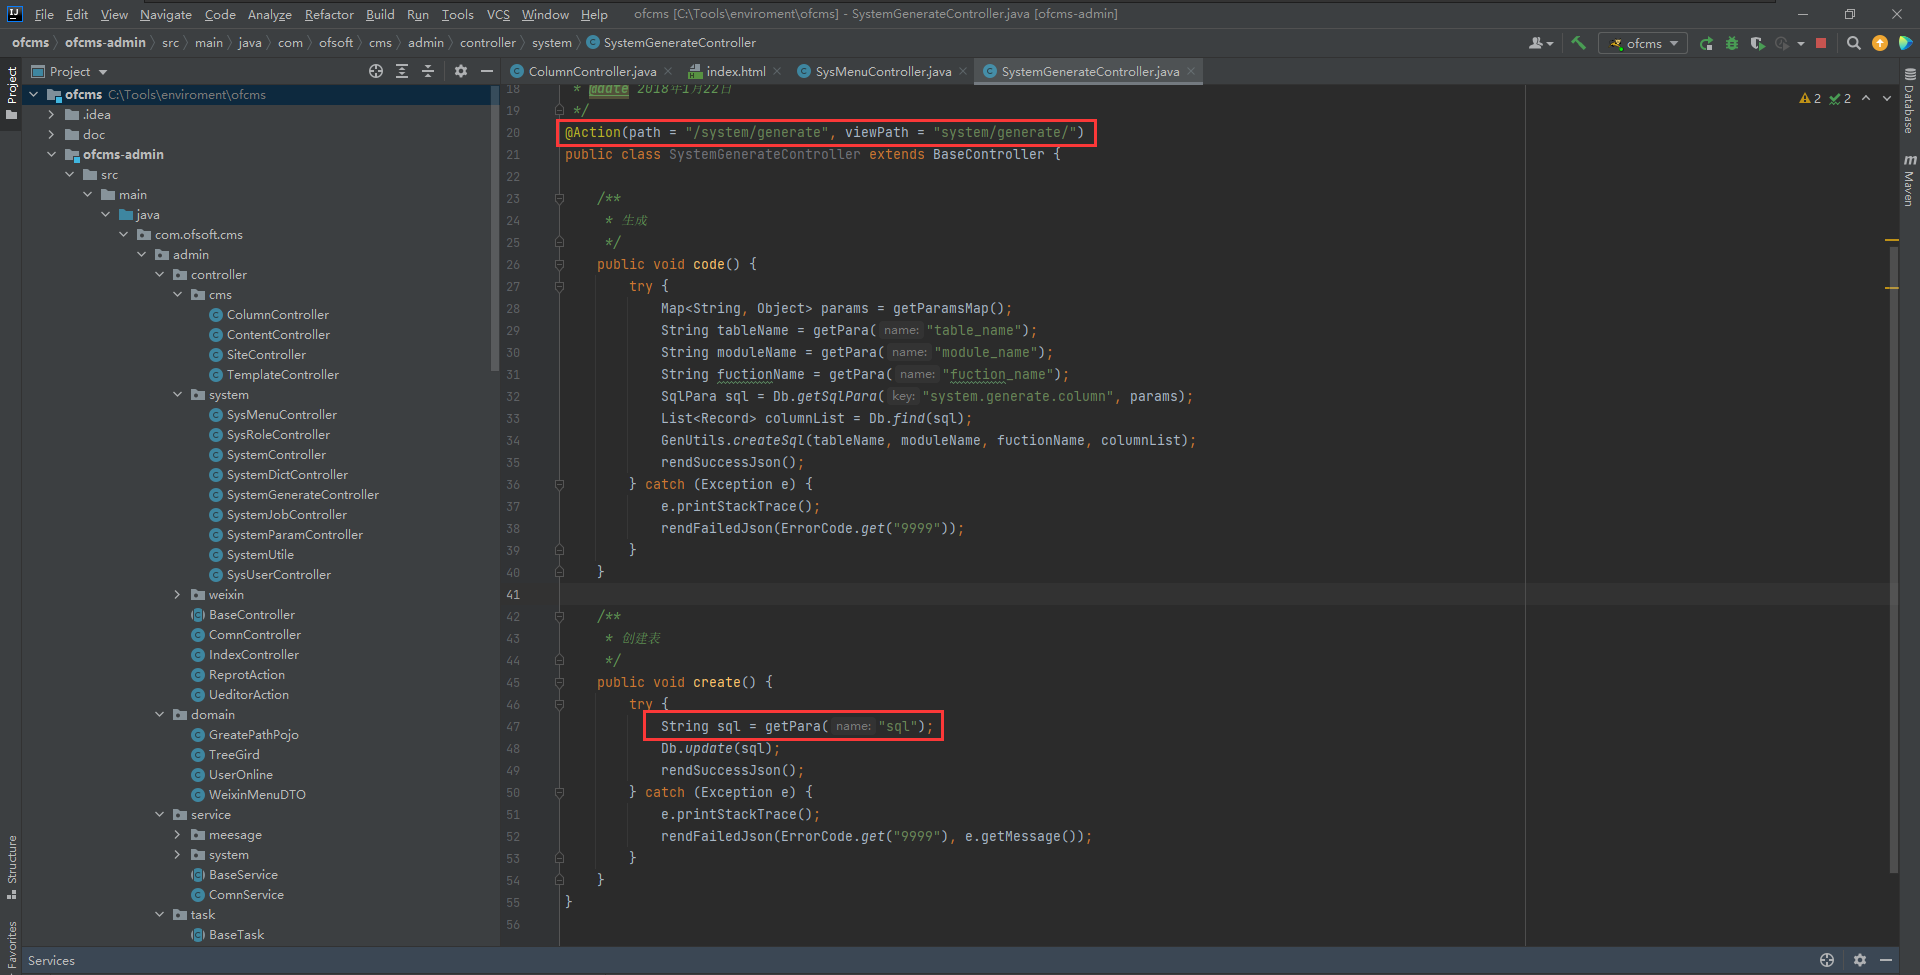 File Edit View Navigate Code Analyze Refactor Build Run Tools VCS Window Help ofcms [C:\Tools\enviroment\ofcms] - SystemGenerateController.java [ofcms-admin]
ofcms ofcms-admin src main java com ofsoft cms admin controller system SystemGenerateController ofcms
Project
ColumnController.java index.html SysMenuController.java SystemGenerateController.java
Project
Structure
Favorites
ofcms C:\Tools\enviroment\ofcms
.idea
doc
ofcms-admin
src
main
java
com.ofsoft.cms
admin
controller
cms
ColumnController
ContentController
SiteController
TemplateController
system
SysMenuController
SysRoleController
SystemController
SystemDictController
SystemGenerateController
SystemJobController
SystemParamController
SystemUtile
SysUserController
weixin
BaseController
ComnController
IndexController
ReprotAction
UeditorAction
domain
GreatePathPojo
TreeGird
UserOnline
WeixinMenuDTO
service
meesage
system
BaseService
ComnService
task
BaseTask
18 * @date 2018年1月22日
19 */
20 @Action(path = "/system/generate", viewPath = "system/generate/")
21 public class SystemGenerateController extends BaseController {
22
23 /**
24 * 生成
25 */
26 public void code() {
27 try {
28 Map<String, Object> params = getParamsMap();
29 String tableName = getPara( name: "table_name");
30 String moduleName = getPara( name: "module_name");
31 String fuctionName = getPara( name: "fuction_name");
32 SqlPara sql = Db.getSqlPara( key: "system.generate.column", params);
33 List<Record> columnList = Db.find(sql);
34 GenUtils.createSql(tableName, moduleName, fuctionName, columnList);
35 rendSuccessJson();
36 } catch (Exception e) {
37 e.printStackTrace();
38 rendFailedJson(ErrorCode.get("9999"));
39 }
40 }
41
42 /**
43 * 创建表
44 */
45 public void create() {
46 try {
47 String sql = getPara( name: "sql");
48 Db.update(sql);
49 rendSuccessJson();
50 } catch (Exception e) {
51 e.printStackTrace();
52 rendFailedJson(ErrorCode.get("9999"), e.getMessage());
53 }
54 }
55 }
56
2 2
Database
Maven
Services